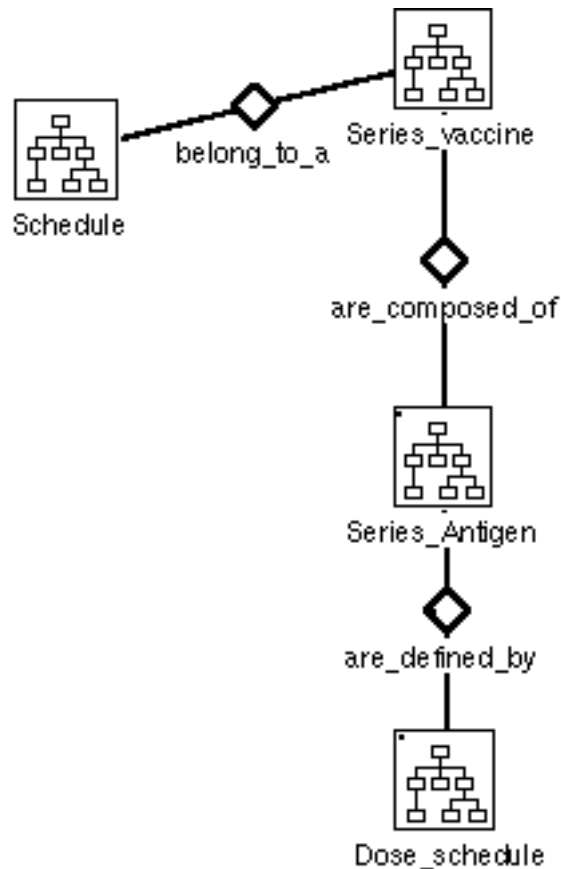 Series_vaccine
belong_to_a
Schedule
are_composed_of
Series_Antigen
are_defined_by
Dose_schedule